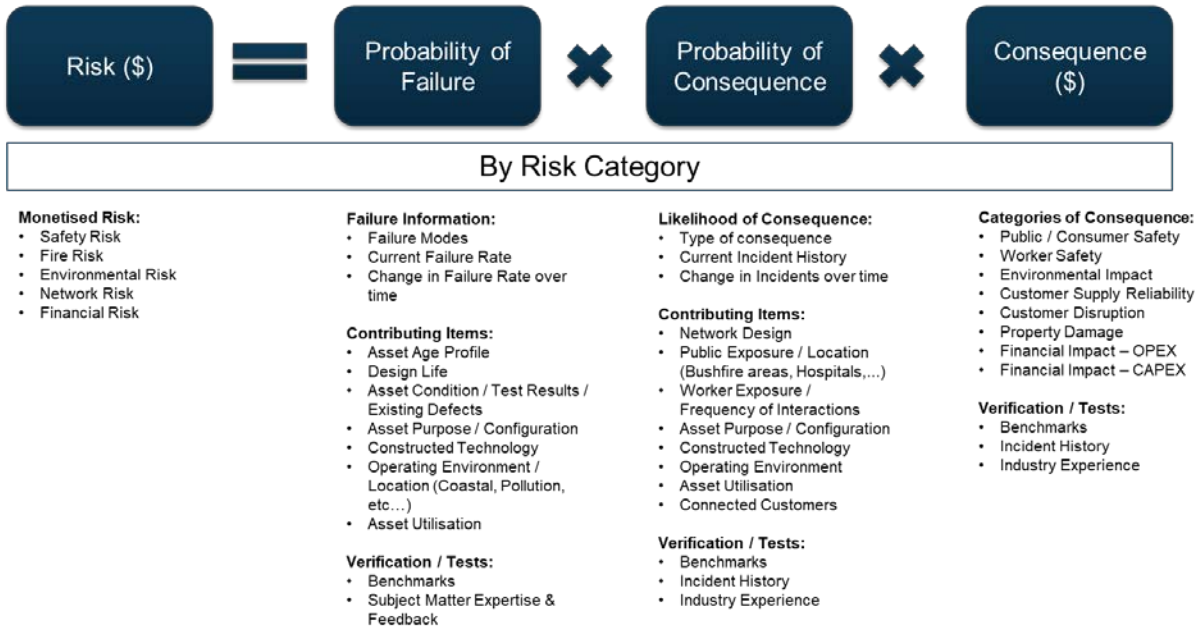 Risk ($)
Probability of
Failure
Probability of
Consequence
Consequence
($)
By Risk Category
Monetised Risk:
• Safety Risk
• Fire Risk
• Environmental Risk
• Network Risk
• Financial Risk
Failure Information:
• Failure Modes
• Current Failure Rate
• Change in Failure Rate over
time
Contributing Items:
• Asset Age Profile
• Design Life
• Asset Condition / Test Results /
Existing Defects
• Asset Purpose / Configuration
• Constructed Technology
• Operating Environment /
Location (Coastal, Pollution,
etc…)
• Asset Utilisation
Verification / Tests:
• Benchmarks
• Subject Matter Expertise &
Feedback
Likelihood of Consequence:
• Type of consequence
• Current Incident History
• Change in Incidents over time
Contributing Items:
• Network Design
• Public Exposure / Location
(Bushfire areas, Hospitals,...)
• Worker Exposure /
Frequency of Interactions
• Asset Purpose / Configuration
• Constructed Technology
• Operating Environment
• Asset Utilisation
• Connected Customers
Verification / Tests:
• Benchmarks
• Incident History
• Industry Experience
Categories of Consequence:
• Public / Consumer Safety
• Worker Safety
• Environmental Impact
• Customer Supply Reliability
• Customer Disruption
• Property Damage
• Financial Impact – OPEX
• Financial Impact – CAPEX
Verification / Tests:
• Benchmarks
• Incident History
• Industry Experience